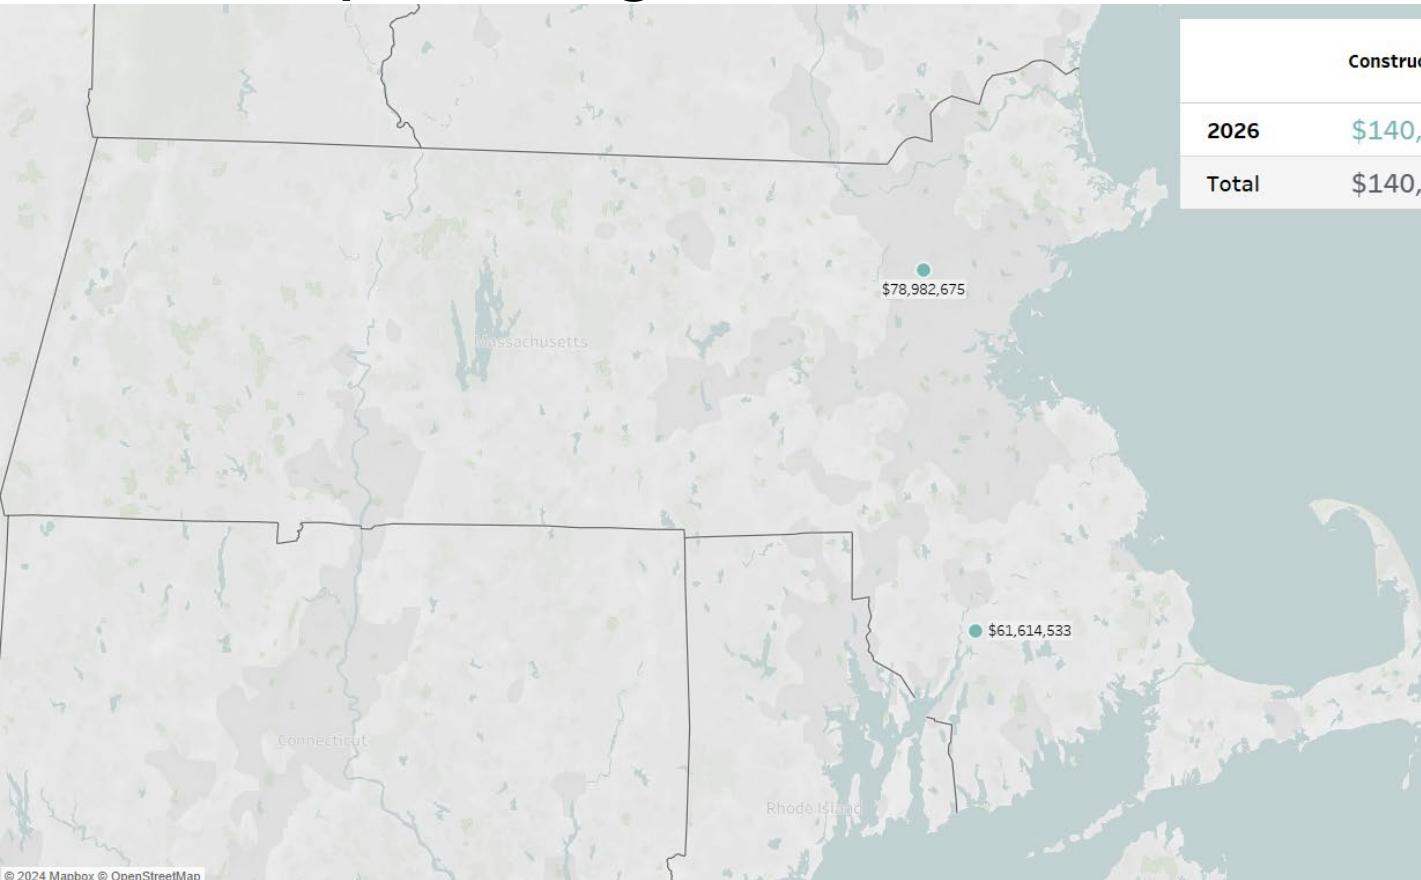 Construc
2026 $140,
Total $140,
$78,982,675
Massachusetts
$61,614,533
Connecticut
Rhode Island
© 2024 Mapbox © OpenStreetMap